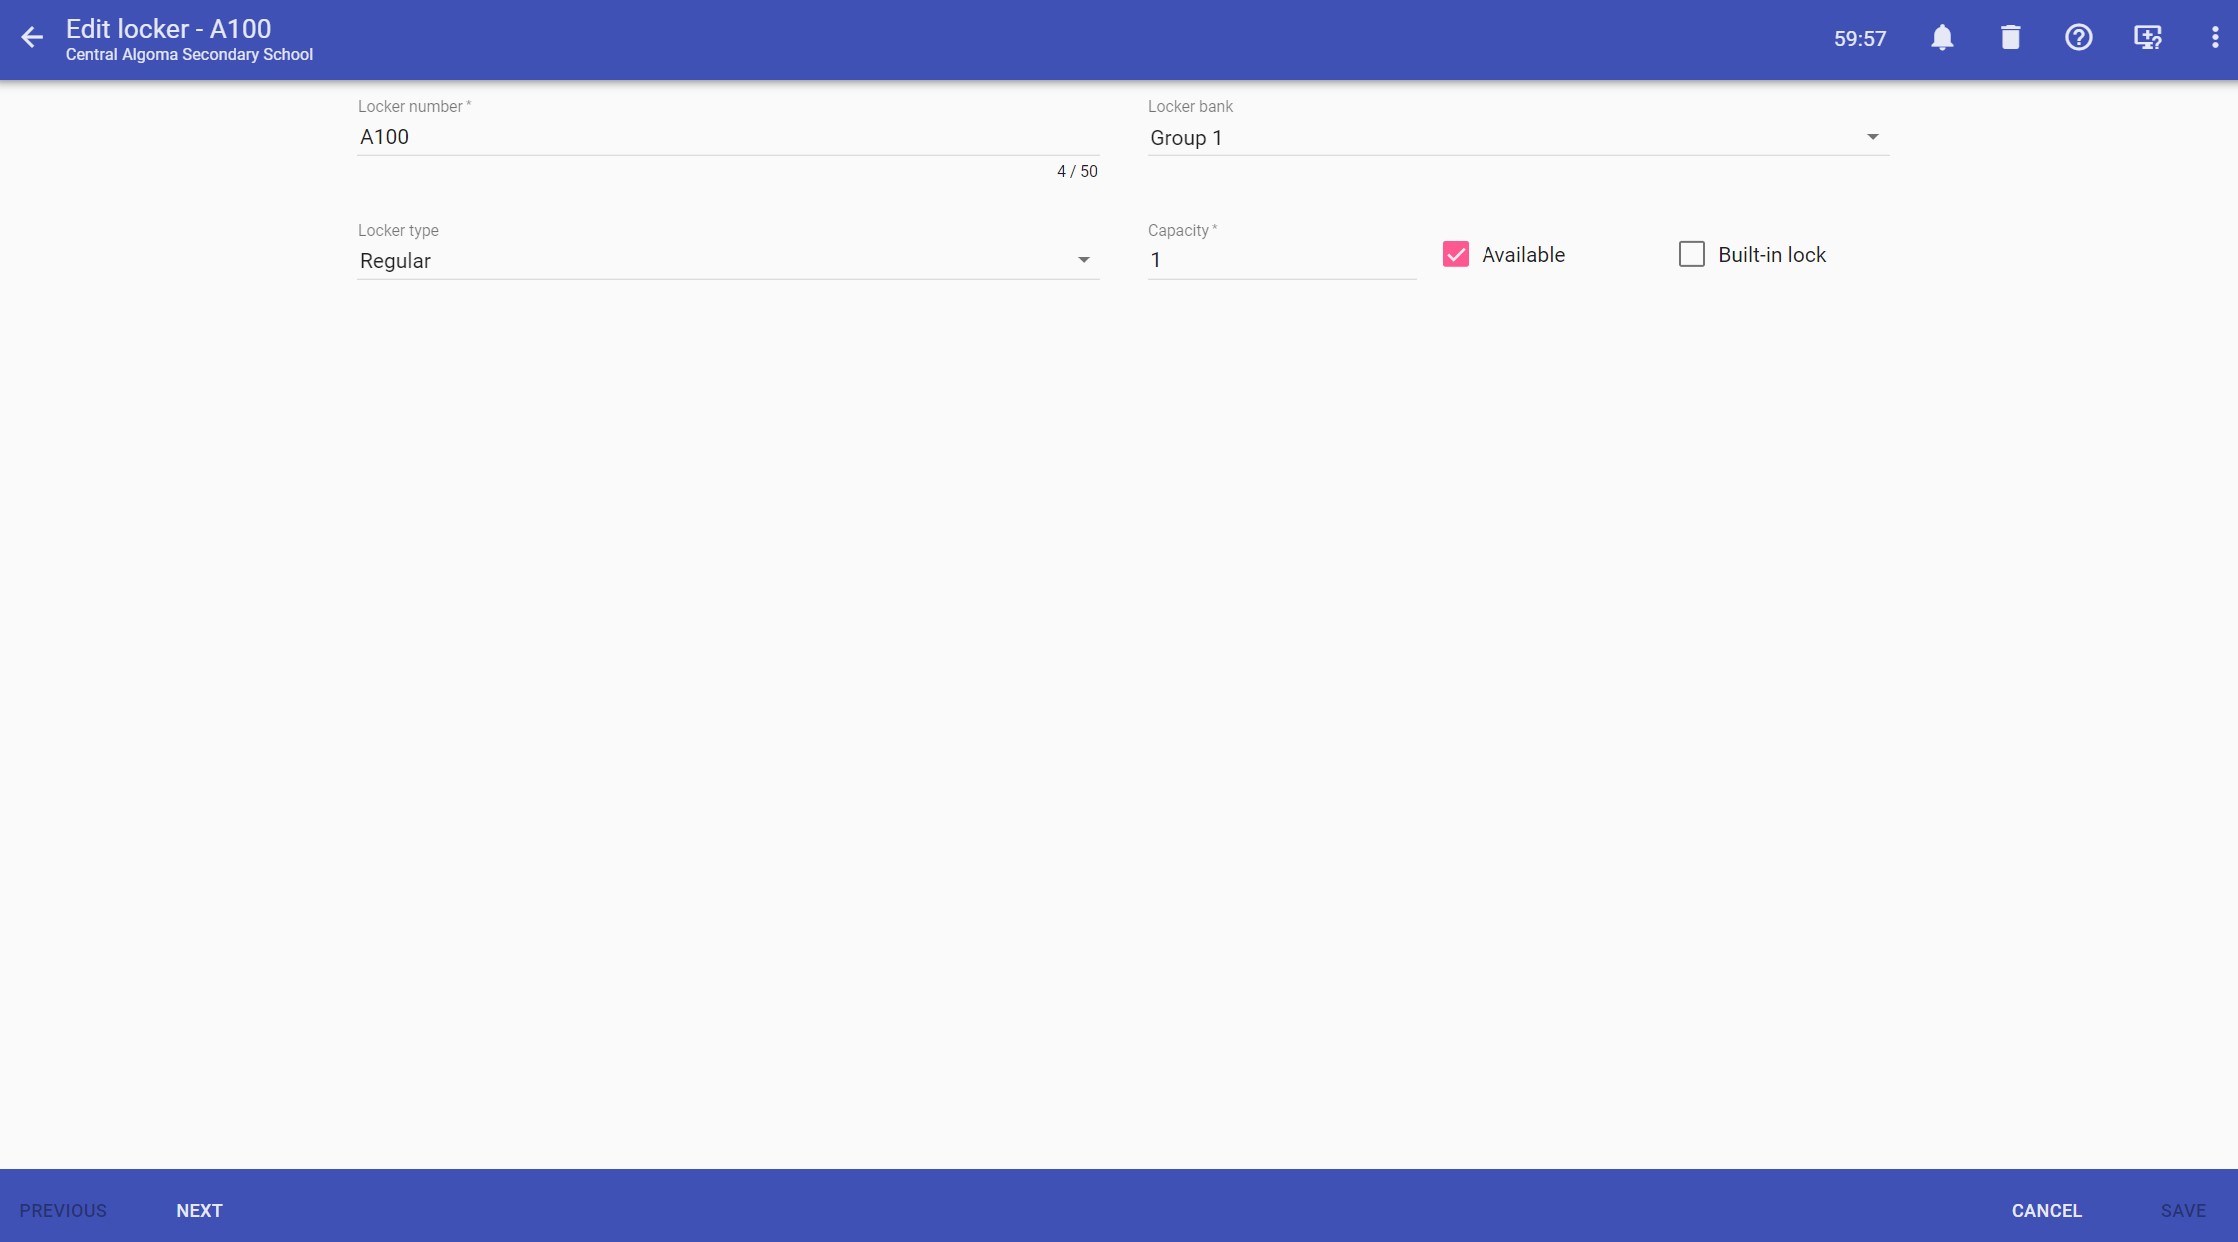 Edit locker - A100
Central Algoma Secondary School
59:57
Locker number *
A100
4 / 50
Locker bank
Group 1
Locker type
Regular
Capacity *
1
Available
Built-in lock
PREVIOUS
NEXT
CANCEL
SAVE